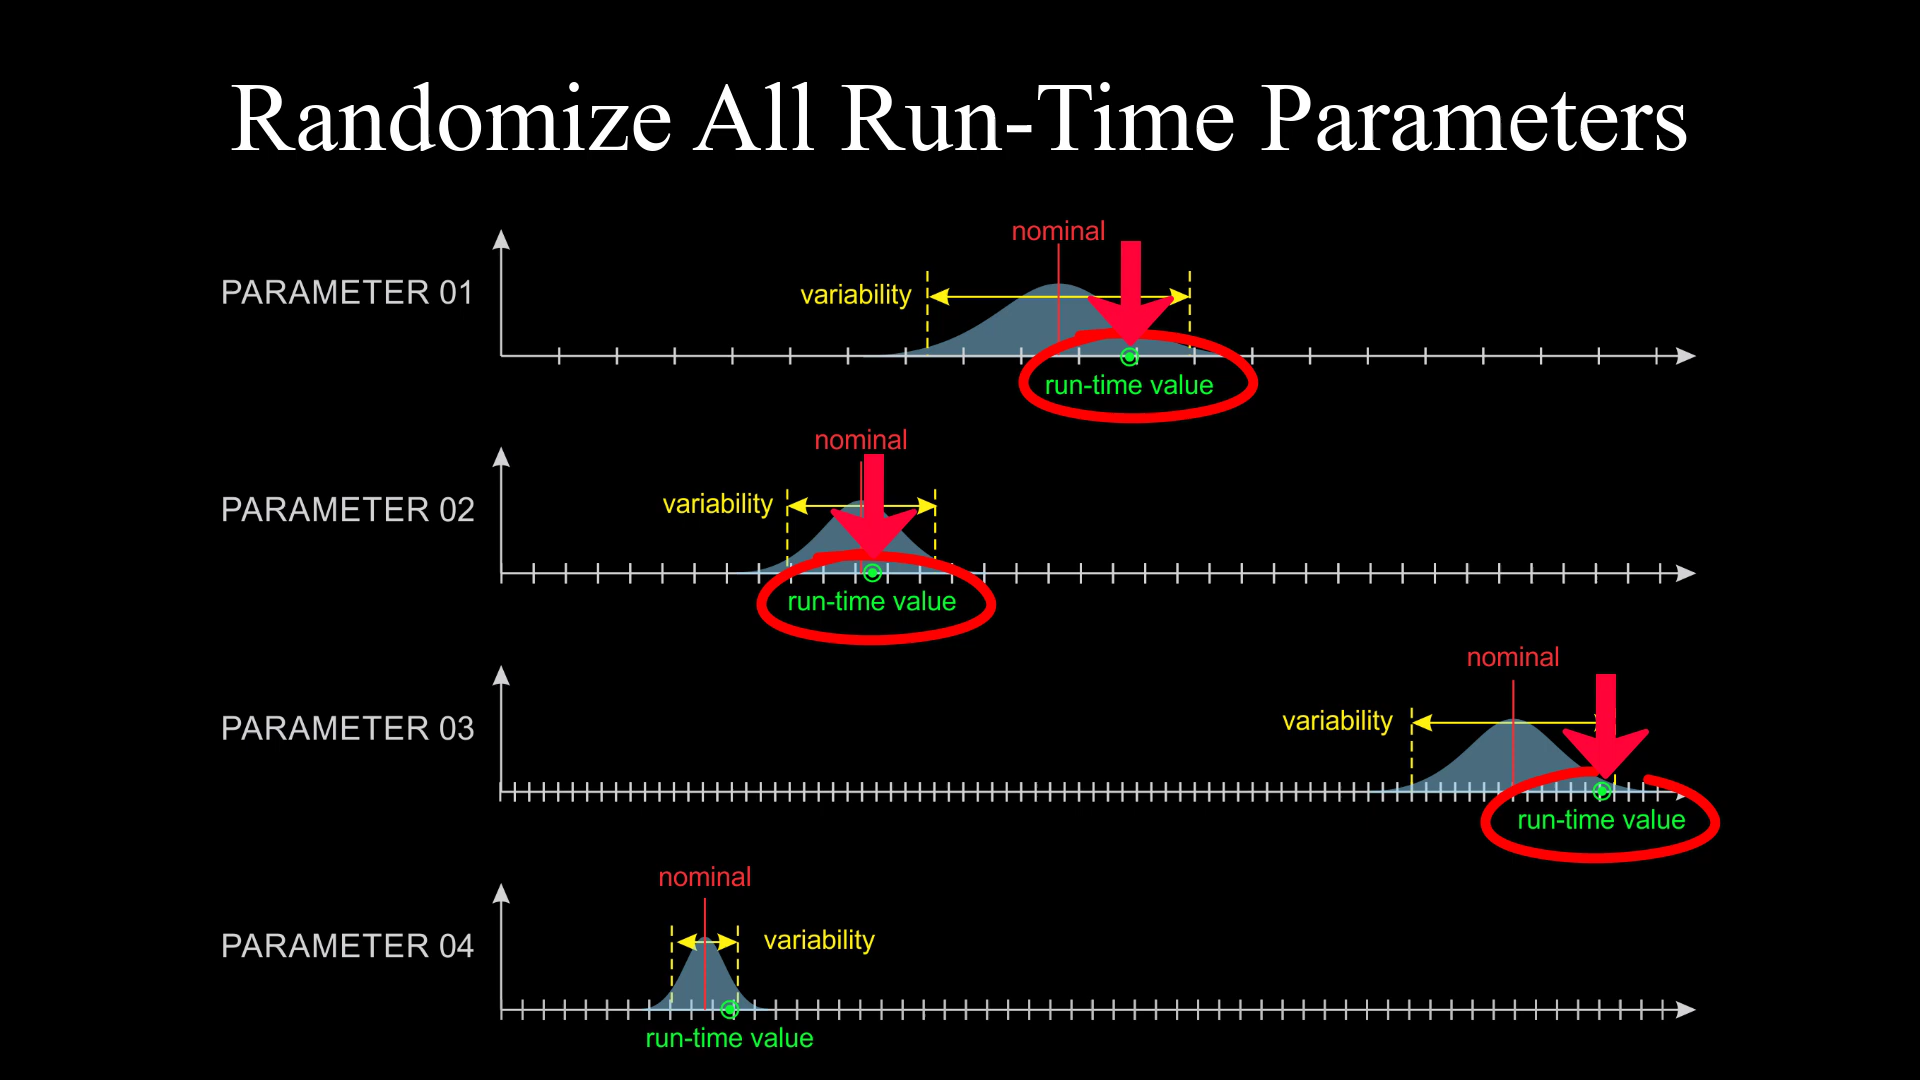 Randomize All Run-Time Parameters
nominal
PARAMETER 01
variability
run-time value
nominal
PARAMETER 02
variability
run-time value
nominal
PARAMETER 03
variability
run-time value
nominal
PARAMETER 04
variability
run-time value